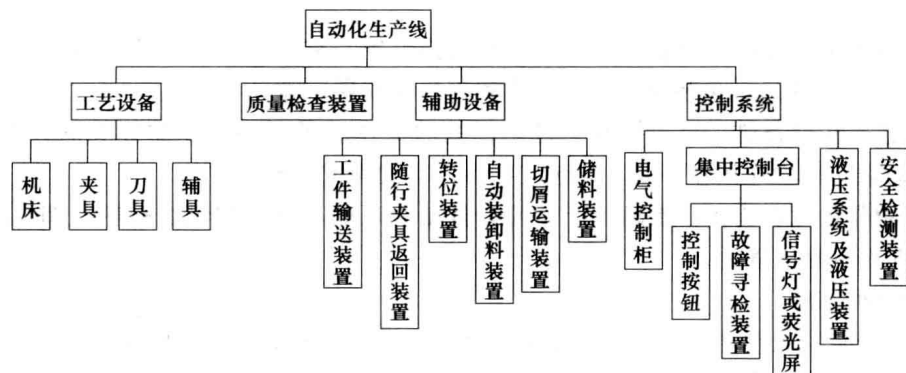 自动化生产线
工艺设备
质量检查装置
辅助设备
控制系统
机床
夹具
刀具
辅具
工件输送装置
随行夹具返回装置
转位装置
自动装卸料装置
切屑运输装置
储料装置
电气控制柜
集中控制台
液压系统及液压装置
安全检测装置
控制按钮
故障寻检装置
信号灯或荧光屏